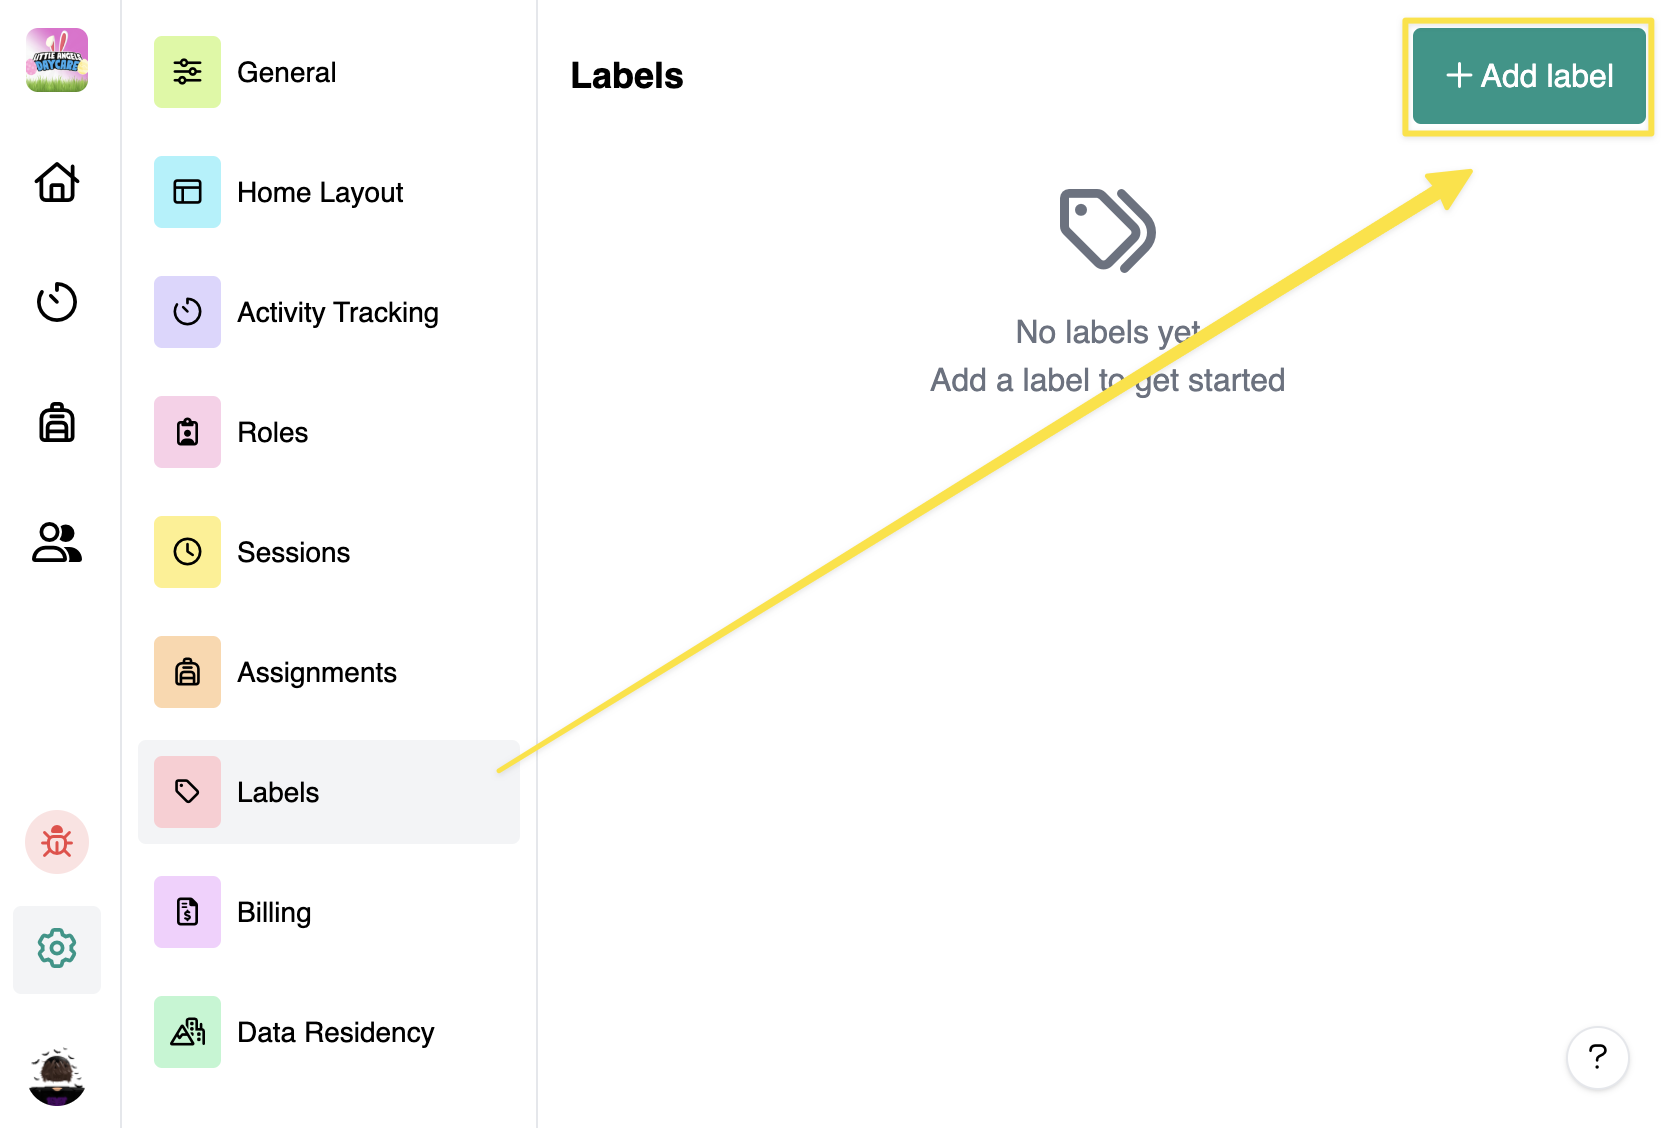 LITTLE ANGELS
DAYCARE
General
Home Layout
Activity Tracking
Roles
Sessions
Assignments
Labels
Billing
Data Residency
Labels
+ Add label
No labels yet
Add a label to get started
?